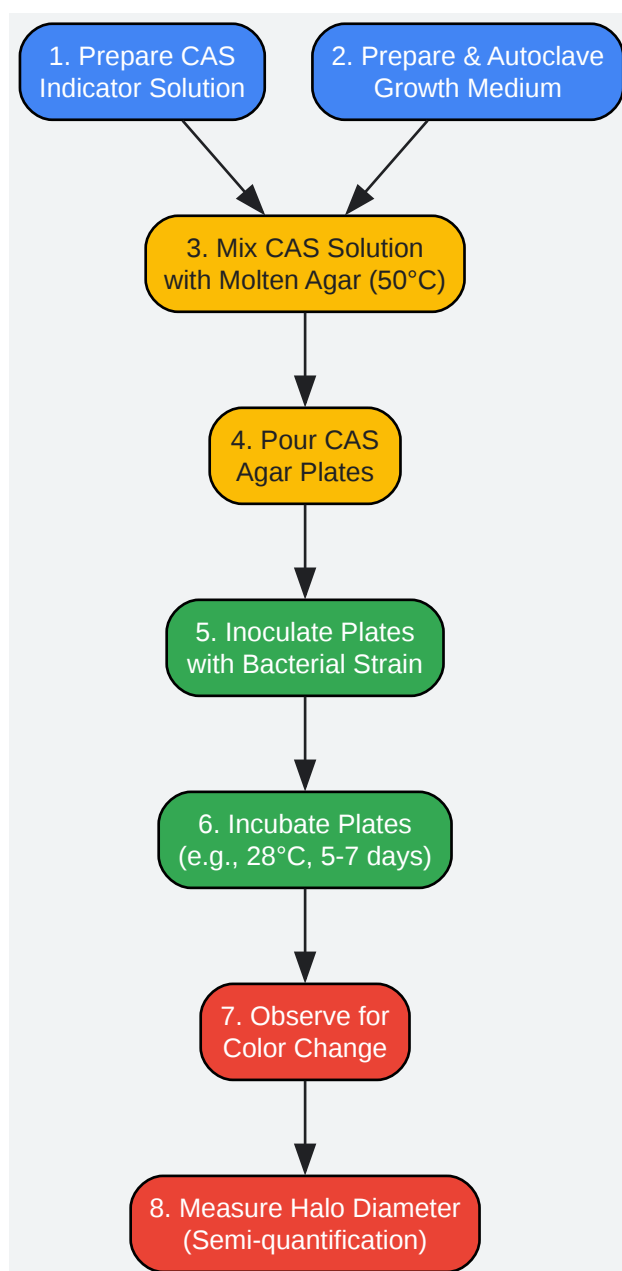 1. Prepare CAS
Indicator Solution
2. Prepare & Autoclave
Growth Medium
3. Mix CAS Solution
with Molten Agar (50°C)
4. Pour CAS
Agar Plates
5. Inoculate Plates
with Bacterial Strain
6. Incubate Plates
(e.g., 28°C, 5-7 days)
7. Observe for
Color Change
8. Measure Halo Diameter
(Semi-quantification)